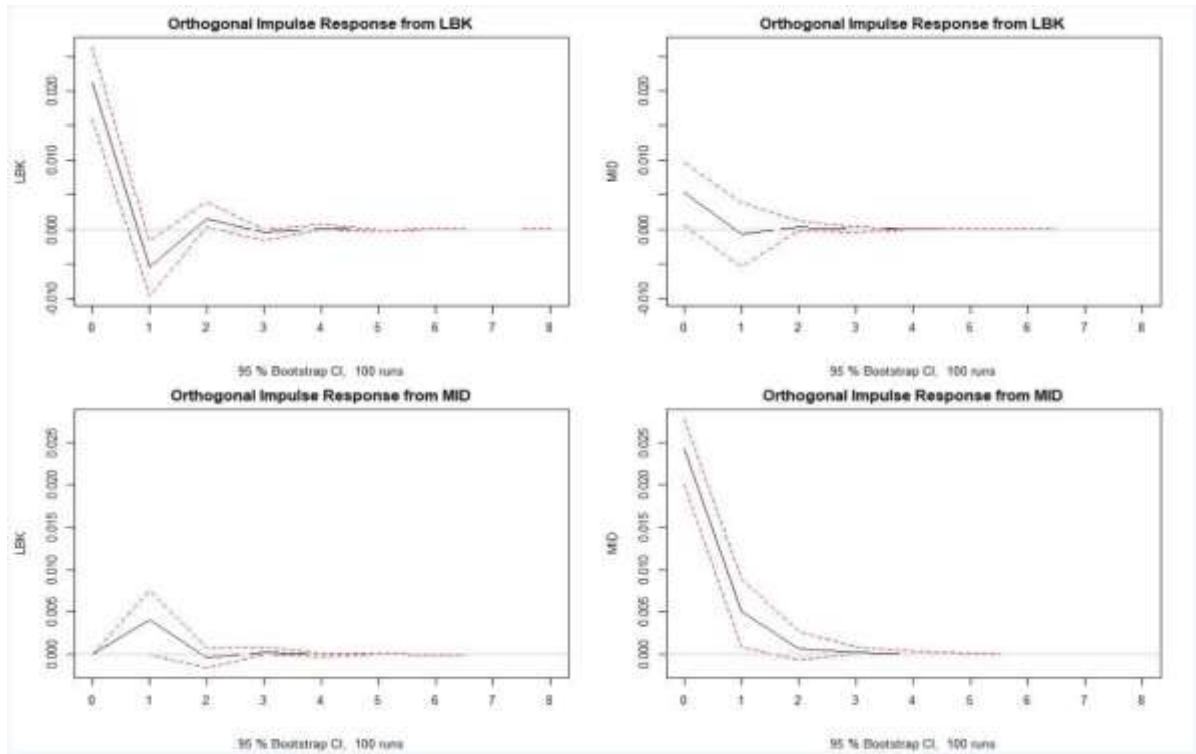 Orthogonal Impulse Response from LBK
LBK
0.020
0.010
0.000
-0.010
0 1 2 3 4 5 6 7 8
95 % Bootstrap CI, 100 runs
Orthogonal Impulse Response from LBK
MID
0.020
0.010
0.000
-0.010
0 1 2 3 4 5 6 7 8
95 % Bootstrap CI, 100 runs
Orthogonal Impulse Response from MID
LBK
0.025
0.020
0.015
0.010
0.005
0.000
0 1 2 3 4 5 6 7 8
95 % Bootstrap CI, 100 runs
Orthogonal Impulse Response from MID
MID
0.025
0.020
0.015
0.010
0.005
0.000
0 1 2 3 4 5 6 7 8
95 % Bootstrap CI, 100 runs